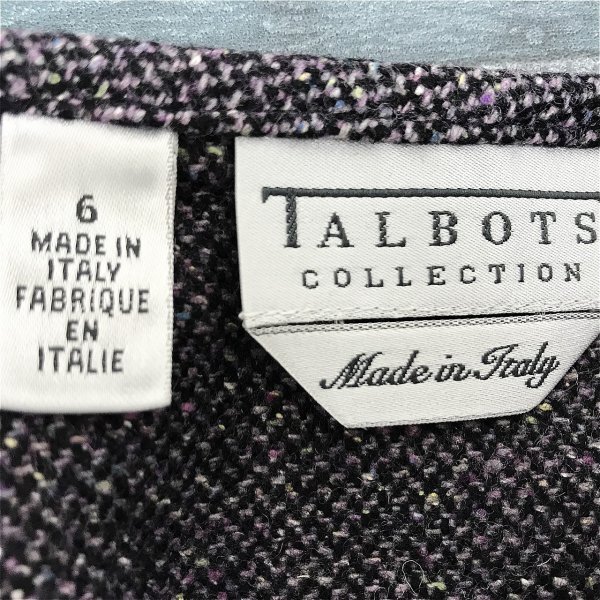 6
MADE IN
ITALY
FABRIQUE
EN
ITALIE
TALBOTS
COLLECTION
Made in Italy